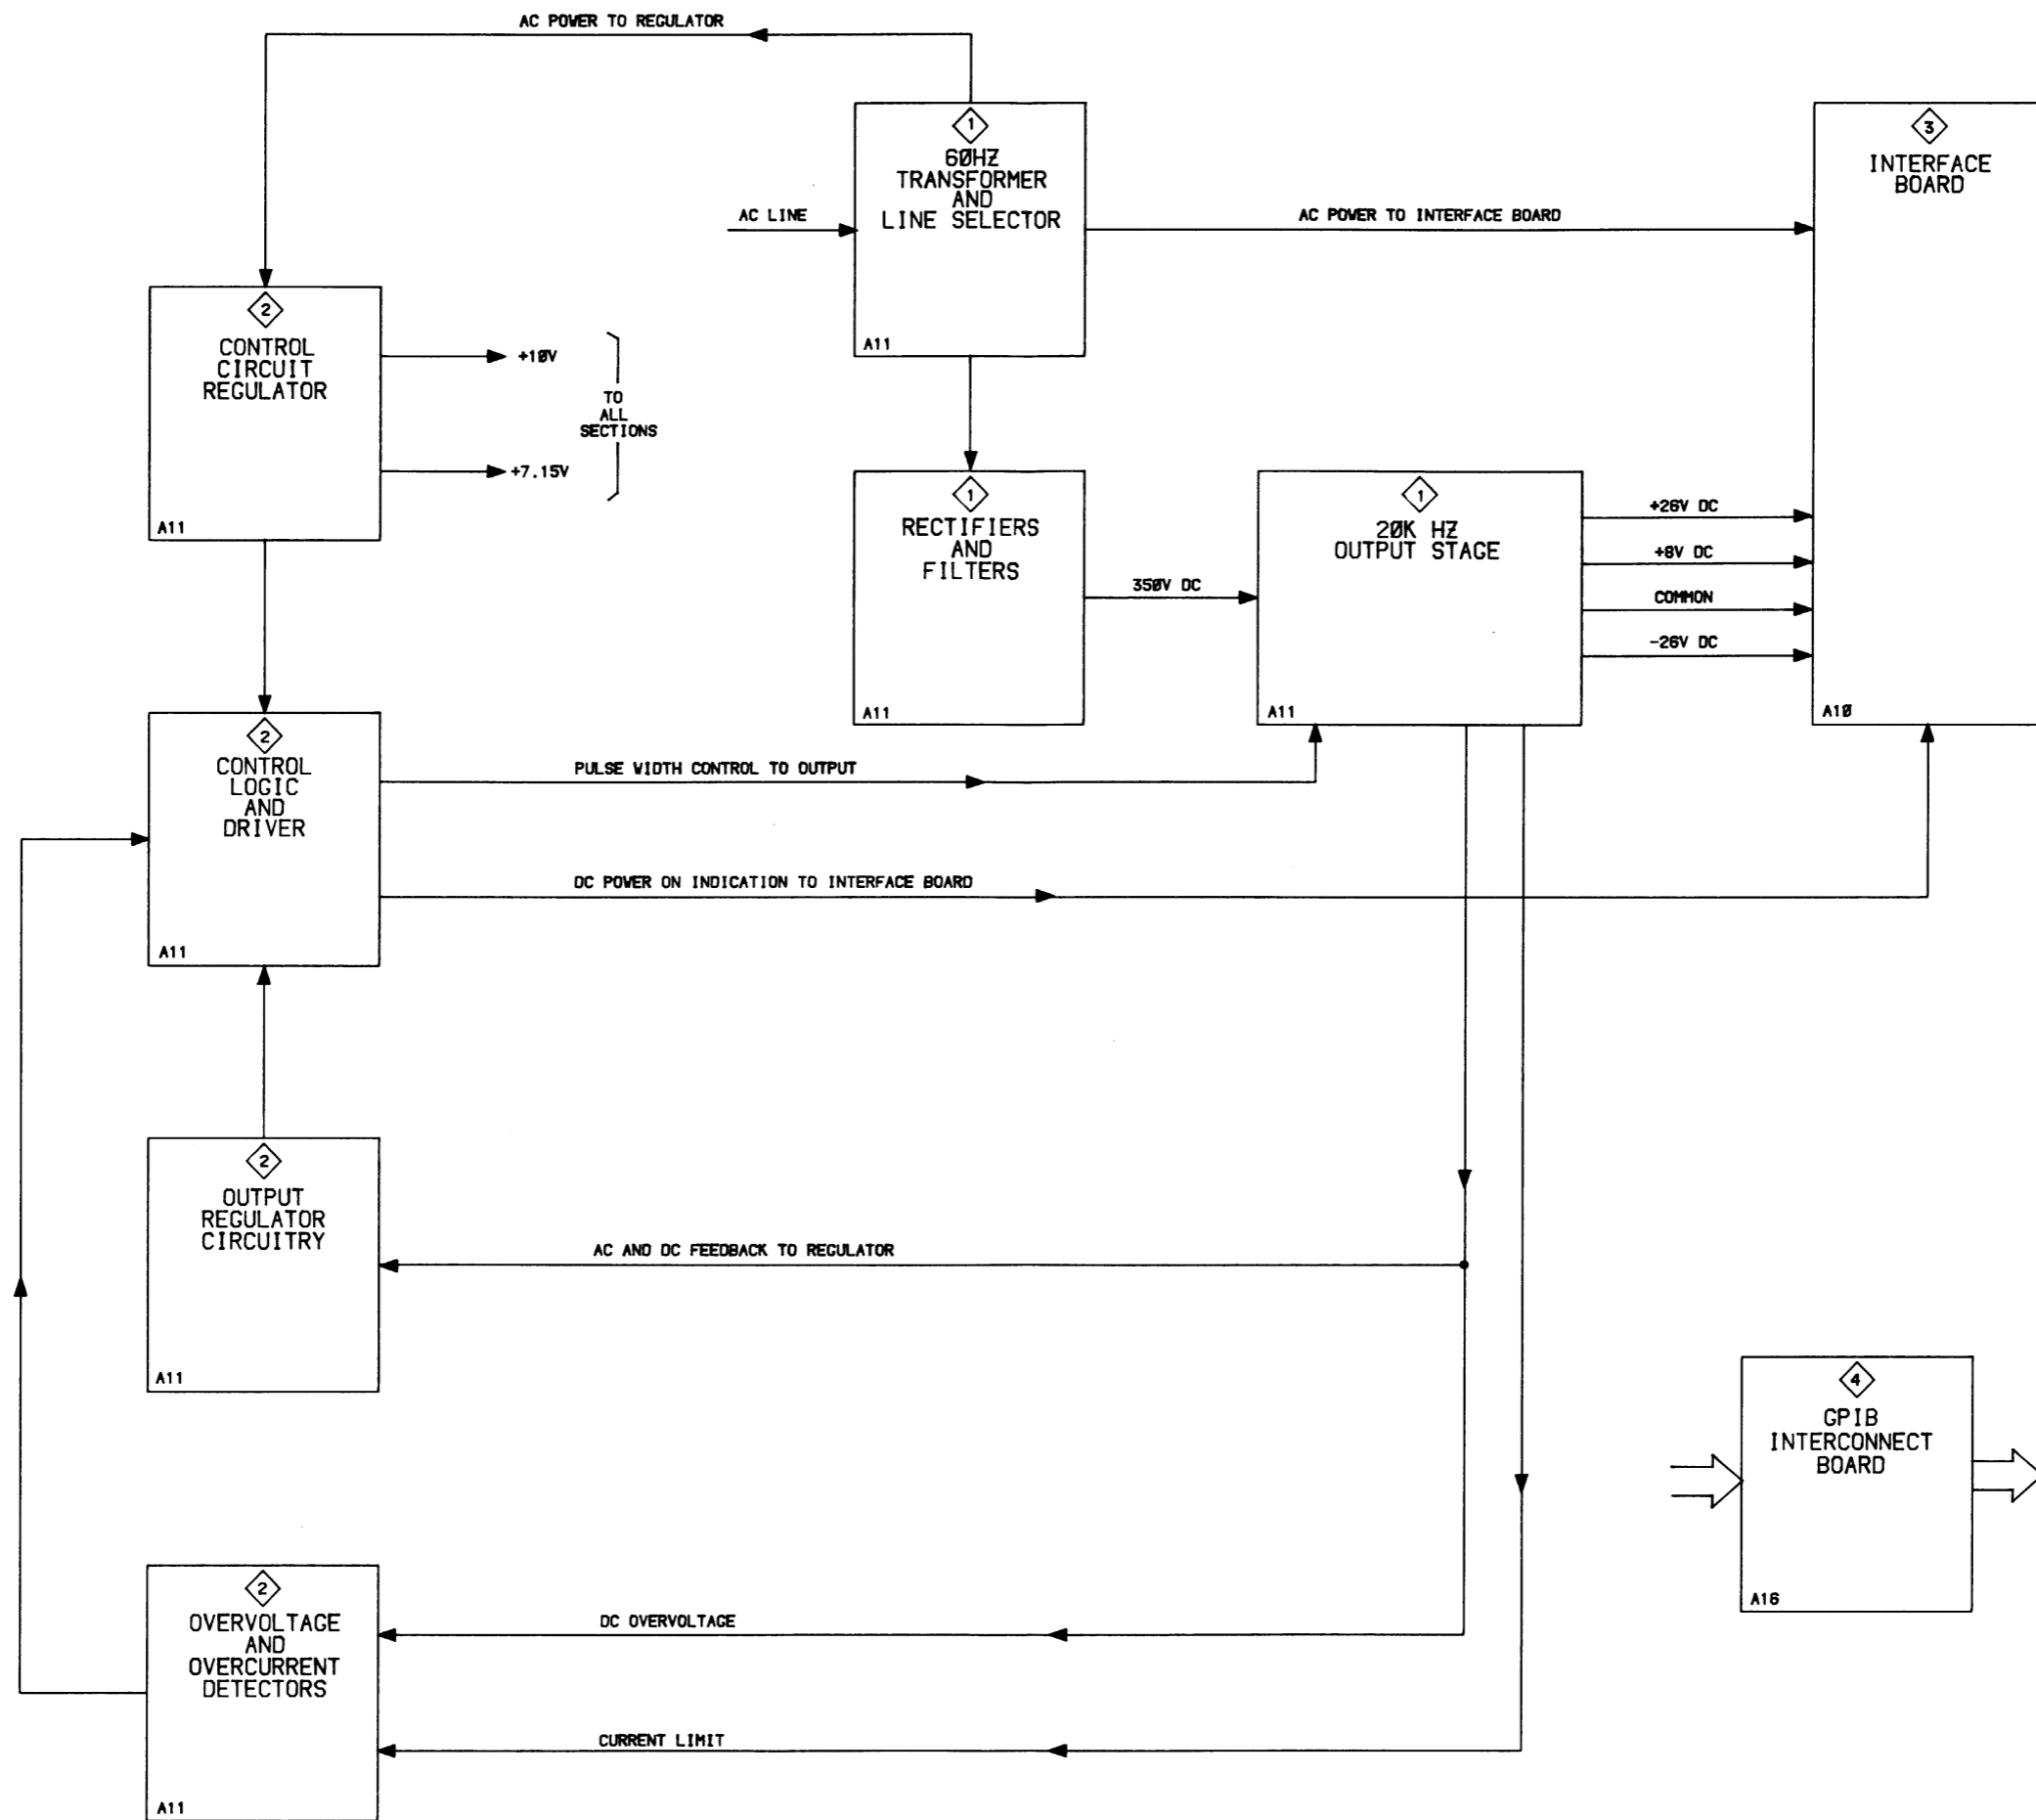 AC POWER TO REGULATOR
1
60HZ
TRANSFORMER
AND
LINE SELECTOR
A11
AC LINE
AC POWER TO INTERFACE BOARD
3
INTERFACE
BOARD
A10
2
CONTROL
CIRCUIT
REGULATOR
A11
+10V
TO
ALL
SECTIONS
+7.15V
1
RECTIFIERS
AND
FILTERS
A11
350V DC
1
20K HZ
OUTPUT STAGE
A11
+26V DC
+8V DC
COMMON
-26V DC
2
CONTROL
LOGIC
AND
DRIVER
A11
PULSE WIDTH CONTROL TO OUTPUT
DC POWER ON INDICATION TO INTERFACE BOARD
2
OUTPUT
REGULATOR
CIRCUITRY
A11
AC AND DC FEEDBACK TO REGULATOR
4
GPIB
INTERCONNECT
BOARD
A16
2
OVERVOLTAGE
AND
OVERCURRENT
DETECTORS
A11
DC OVERVOLTAGE
CURRENT LIMIT